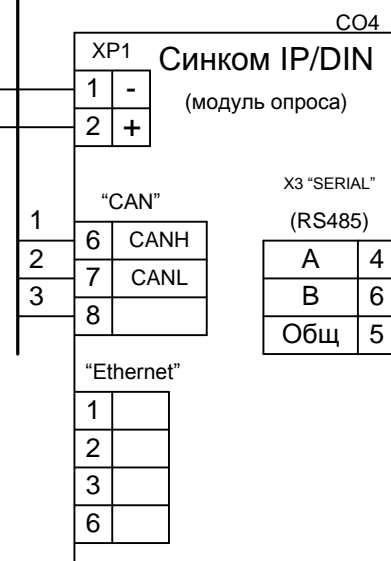 CO4
XP1 Синком IP/DIN
1 -
(модуль опроса)
2 +
X3 “SERIAL”
“CAN”
(RS485)
1 6 CANH
A 4
2 7 CANL
B 6
3 8
Общ 5
“Ethernet”
1
2
3
6